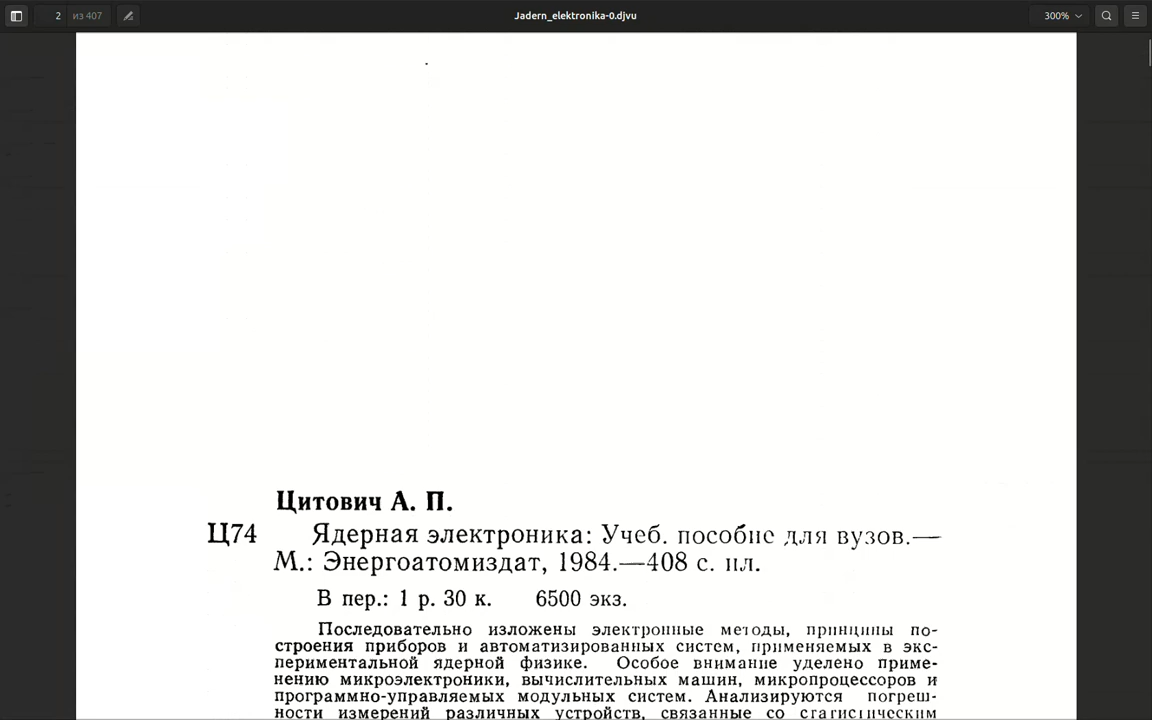 2 из 407
Jadern_elektronika-0.djvu
300%
Цитович А. П.
Ц74 Ядерная электроника: Учеб. пособие для вузов.—
М.: Энергоатомиздат, 1984.—408 с. ил.
В пер.: 1 р. 30 к. 6500 экз.
Последовательно изложены электронные методы, принципы по-
строения приборов и автоматизированных систем, применяемых в экс-
периментальной ядерной физике. Особое внимание уделено приме-
нению микроэлектроники, вычислительных машин, микропроцессоров и
программно-управляемых модульных систем. Анализируются погреш-
ности измерений различных устройств, связанные со статистическим